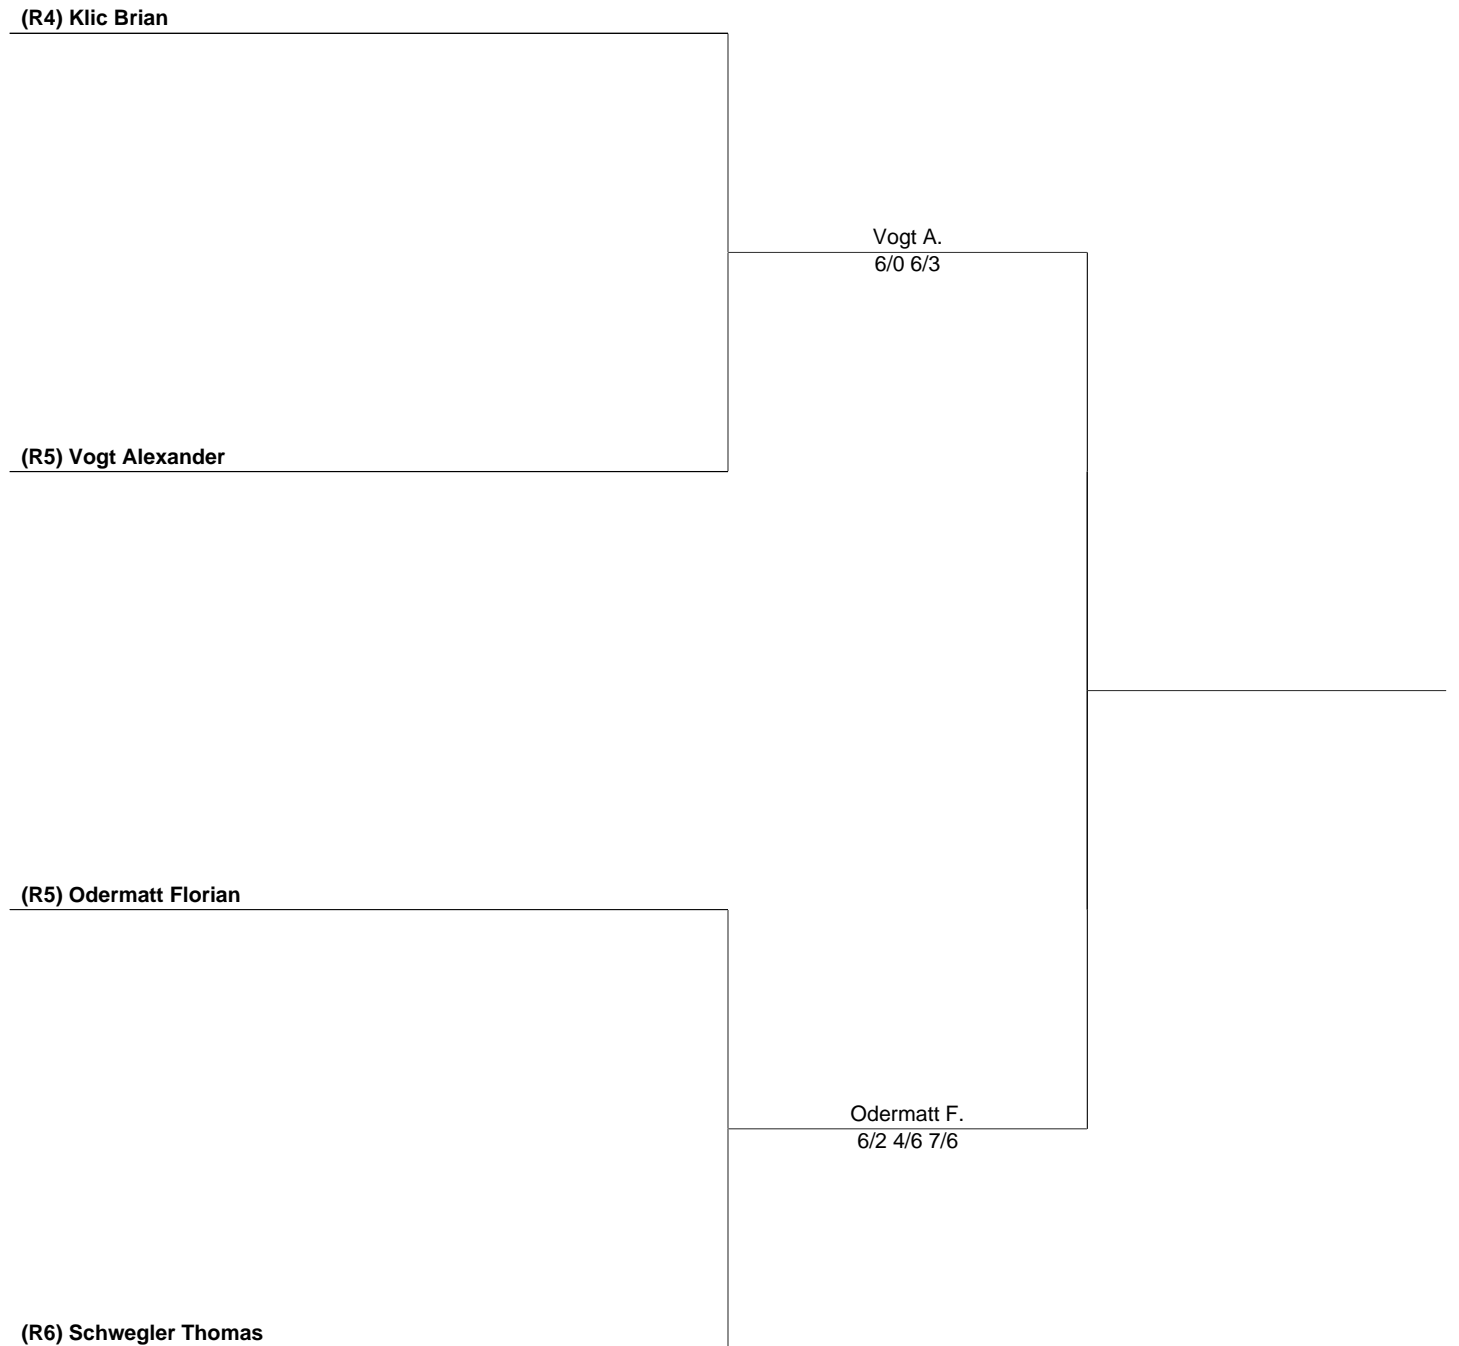 (R4) Klic Brian
Vogt A.
6/0 6/3
(R5) Vogt Alexander
(R5) Odermatt Florian
Odermatt F.
6/2 4/6 7/6
(R6) Schwegler Thomas